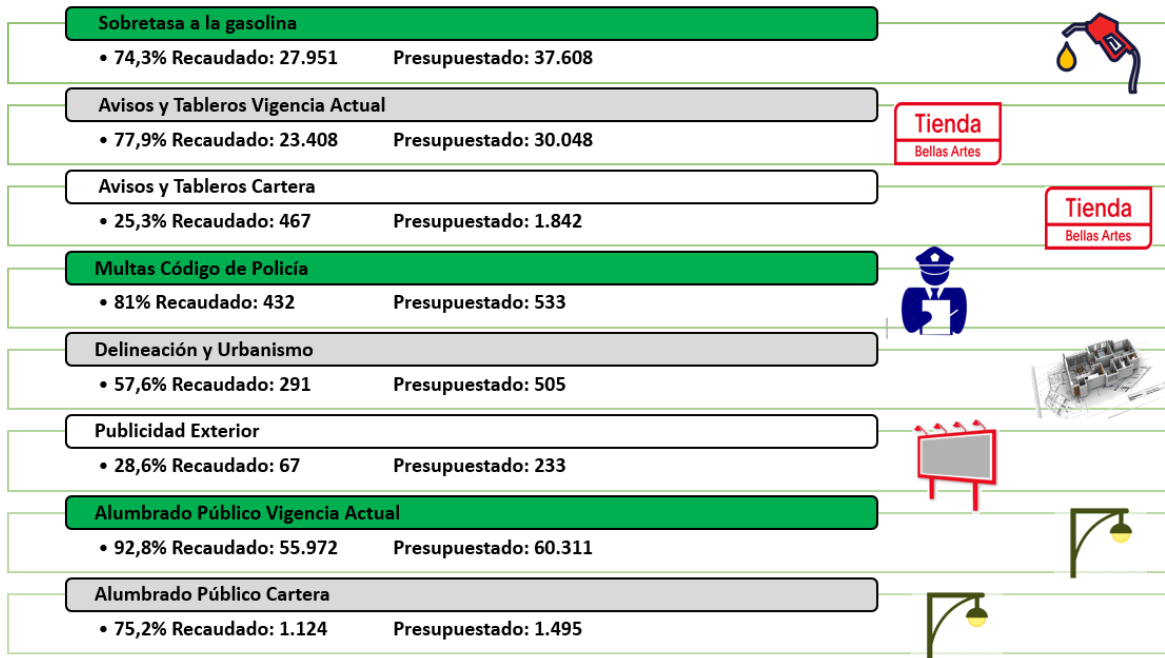 Sobretasa a la gasolina
• 74,3% Recaudado: 27.951 Presupuestado: 37.608
Avisos y Tableros Vigencia Actual
• 77,9% Recaudado: 23.408 Presupuestado: 30.048
Tienda
Bellas Artes
Avisos y Tableros Cartera
• 25,3% Recaudado: 467 Presupuestado: 1.842
Tienda
Bellas Artes
Multas Código de Policía
• 81% Recaudado: 432 Presupuestado: 533
Delineación y Urbanismo
• 57,6% Recaudado: 291 Presupuestado: 505
Publicidad Exterior
• 28,6% Recaudado: 67 Presupuestado: 233
Alumbrado Público Vigencia Actual
• 92,8% Recaudado: 55.972 Presupuestado: 60.311
Alumbrado Público Cartera
• 75,2% Recaudado: 1.124 Presupuestado: 1.495